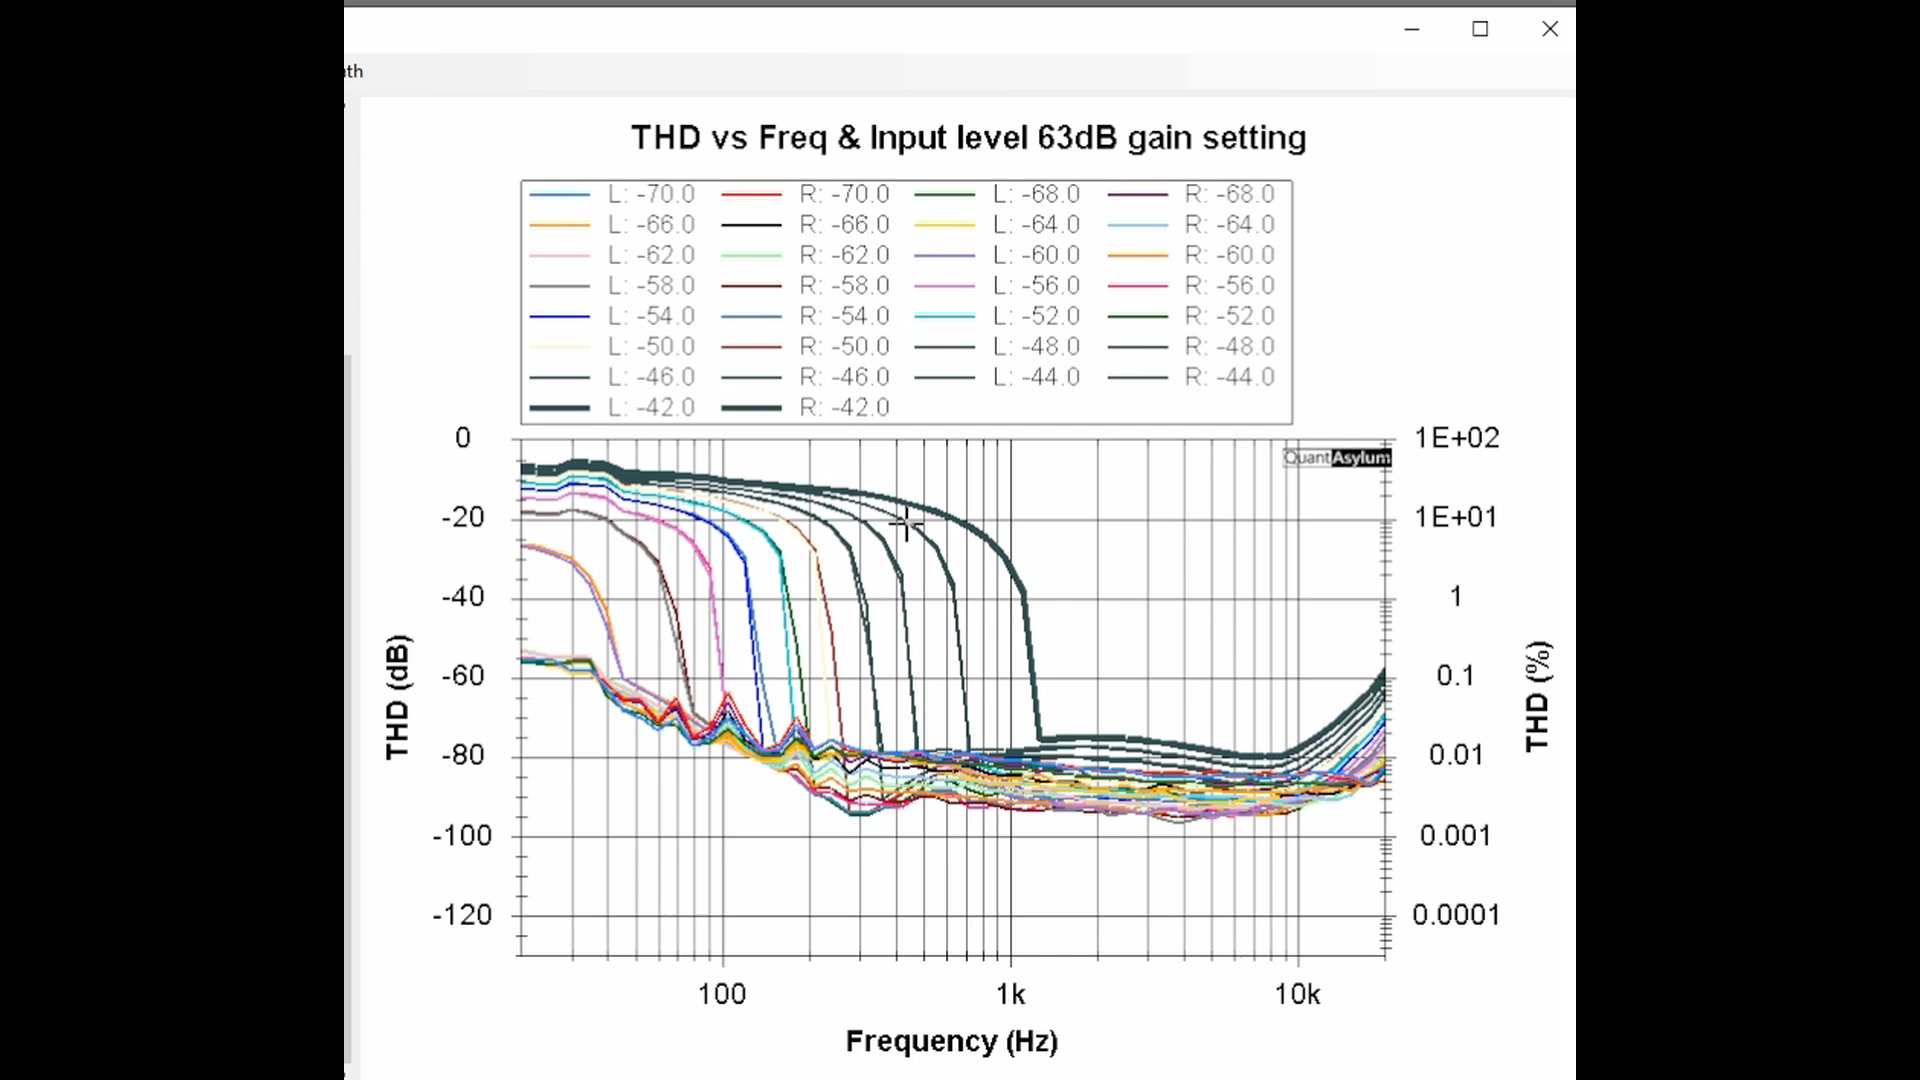 THD vs Freq & Input level 63dB gain setting
L: -70.0 R: -70.0 L: -68.0 R: -68.0
L: -66.0 R: -66.0 L: -64.0 R: -64.0
L: -62.0 R: -62.0 L: -60.0 R: -60.0
L: -58.0 R: -58.0 L: -56.0 R: -56.0
L: -54.0 R: -54.0 L: -52.0 R: -52.0
L: -50.0 R: -50.0 L: -48.0 R: -48.0
L: -46.0 R: -46.0 L: -44.0 R: -44.0
L: -42.0 R: -42.0
0 1E+02
QuantAsylum
-20 1E+01
-40 1
-60 0.1
-80 0.01
-100 0.001
-120 0.0001
THD (dB)
THD (%)
100 1k 10k
Frequency (Hz)